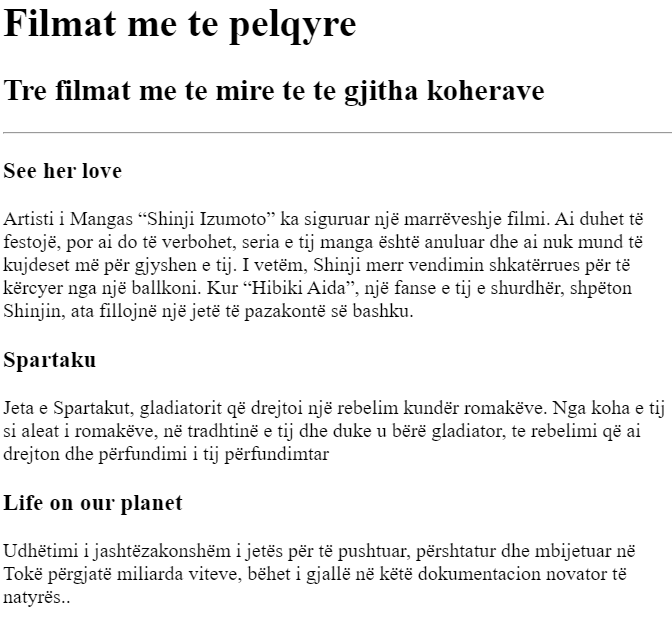 Filmat me te pelqyre
Tre filmat me te mire te te gjitha koherave
See her love
Artisti i Mangas “Shinji Izumoto” ka siguruar një marrëveshje filmi. Ai duhet të
festojë, por ai do të verbohet, seria e tij manga është anuluar dhe ai nuk mund të
kujdeset më për gjyshen e tij. I vetëm, Shinji merr vendimin shkatërrues për të
kërcyer nga një ballkoni. Kur “Hibiki Aida”, një fanse e tij e shurdhër, shpëton
Shinjin, ata fillojnë një jetë të pazakontë së bashku.
Spartaku
Jeta e Spartakut, gladiatorit që drejtoi një rebelim kundër romakëve. Nga koha e tij
si aleat i romakëve, në tradhtinë e tij dhe duke u bërë gladiator, te rebelimi që ai
drejton dhe përfundimi i tij përfundimtar
Life on our planet
Udhëtimi i jashtëzakonshëm i jetës për të pushtuar, përshtatur dhe mbijetuar në
Tokë përgjatë miliarda viteve, bëhet i gjallë në këtë dokumentacion novator të
natyrës..